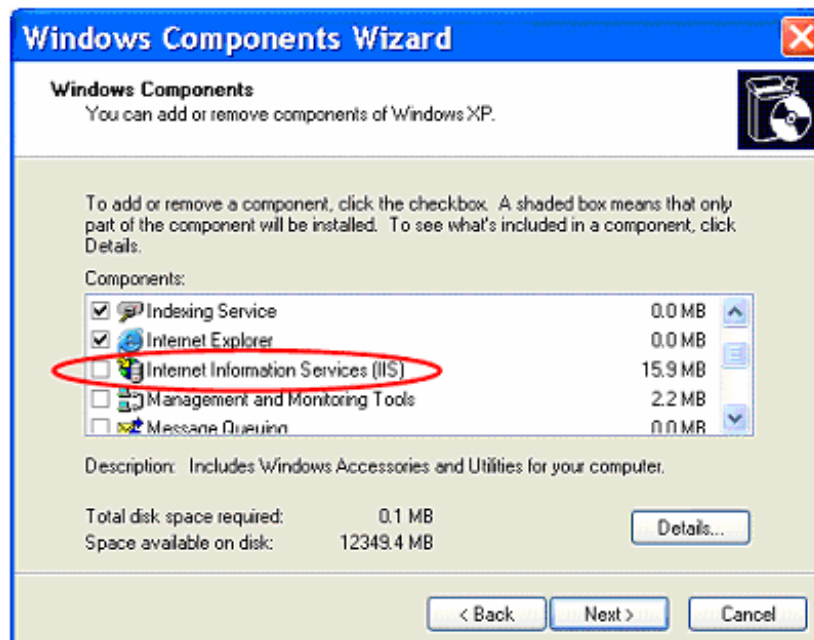 Windows Components Wizard
Windows Components
You can add or remove components of Windows XP.
To add or remove a component, click the checkbox. A shaded box means that only
part of the component will be installed. To see what's included in a component, click
Details.
Components:
Indexing Service 0.0 MB
Internet Explorer 0.0 MB
Internet Information Services (IIS) 15.9 MB
Management and Monitoring Tools 2.2 MB
Message Queuing 0.0 MB
Description: Includes Windows Accessories and Utilities for your computer.
Total disk space required: 0.1 MB
Space available on disk: 12349.4 MB
Details...
< Back Next > Cancel